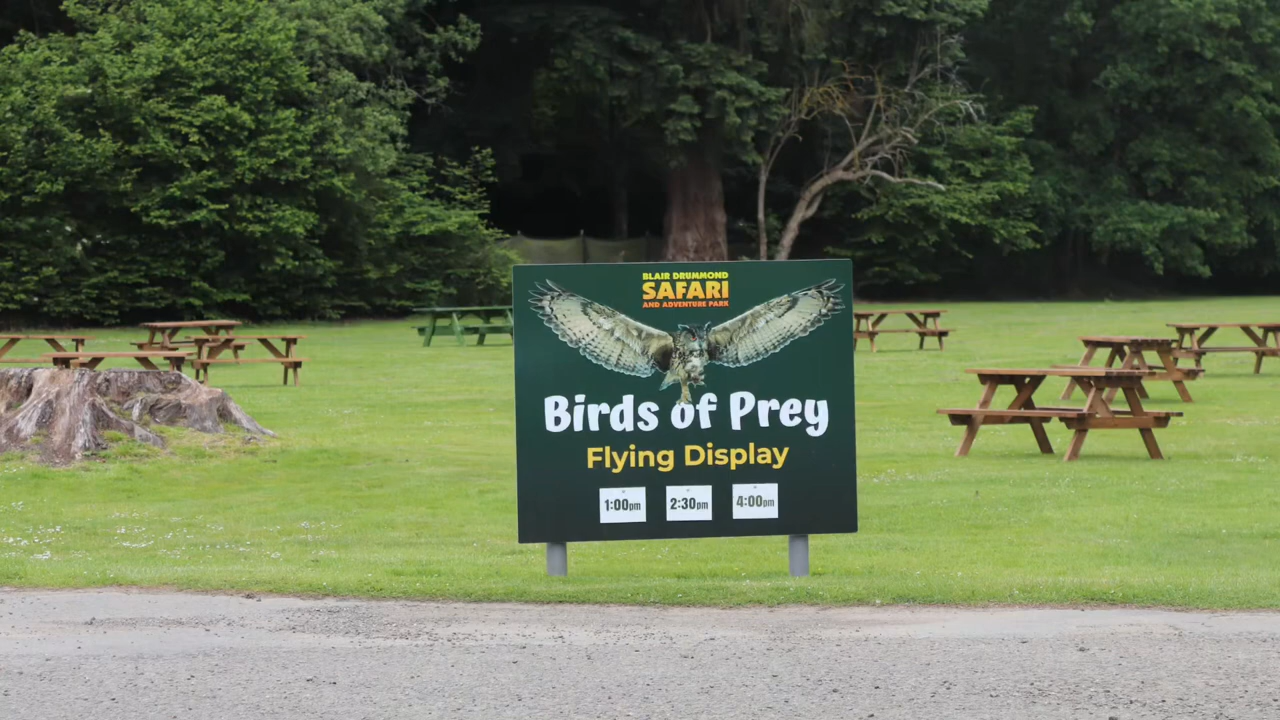 BLAIR DRUMMOND
SAFARI
AND ADVENTURE PARK
Birds of Prey
Flying Display
1:00pm 2:30pm 4:00pm